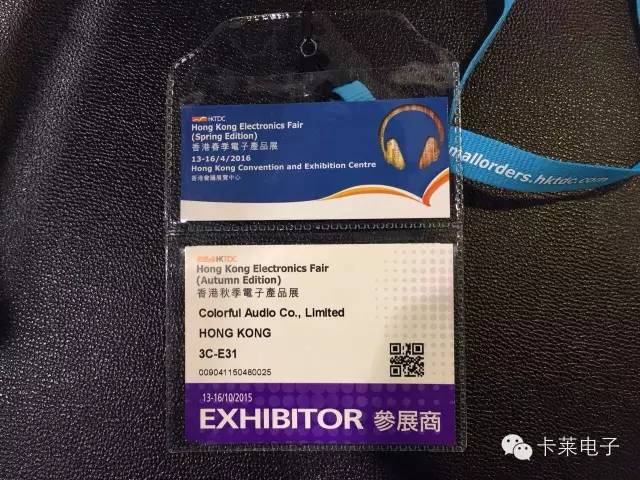 HKTDC
Hong Kong Electronics Fair
(Spring Edition)
香港春季電子產品展
13-16/4/2016
Hong Kong Convention and Exhibition Centre
香港會議展覽中心
mallorders.hktdc.com
HKTDC
Hong Kong Electronics Fair
(Autumn Edition)
香港秋季電子產品展
Colorful Audio Co., Limited
HONG KONG
3C-E31
009041150480025
13-16/10/2015
EXHIBITOR 參展商
卡莱电子